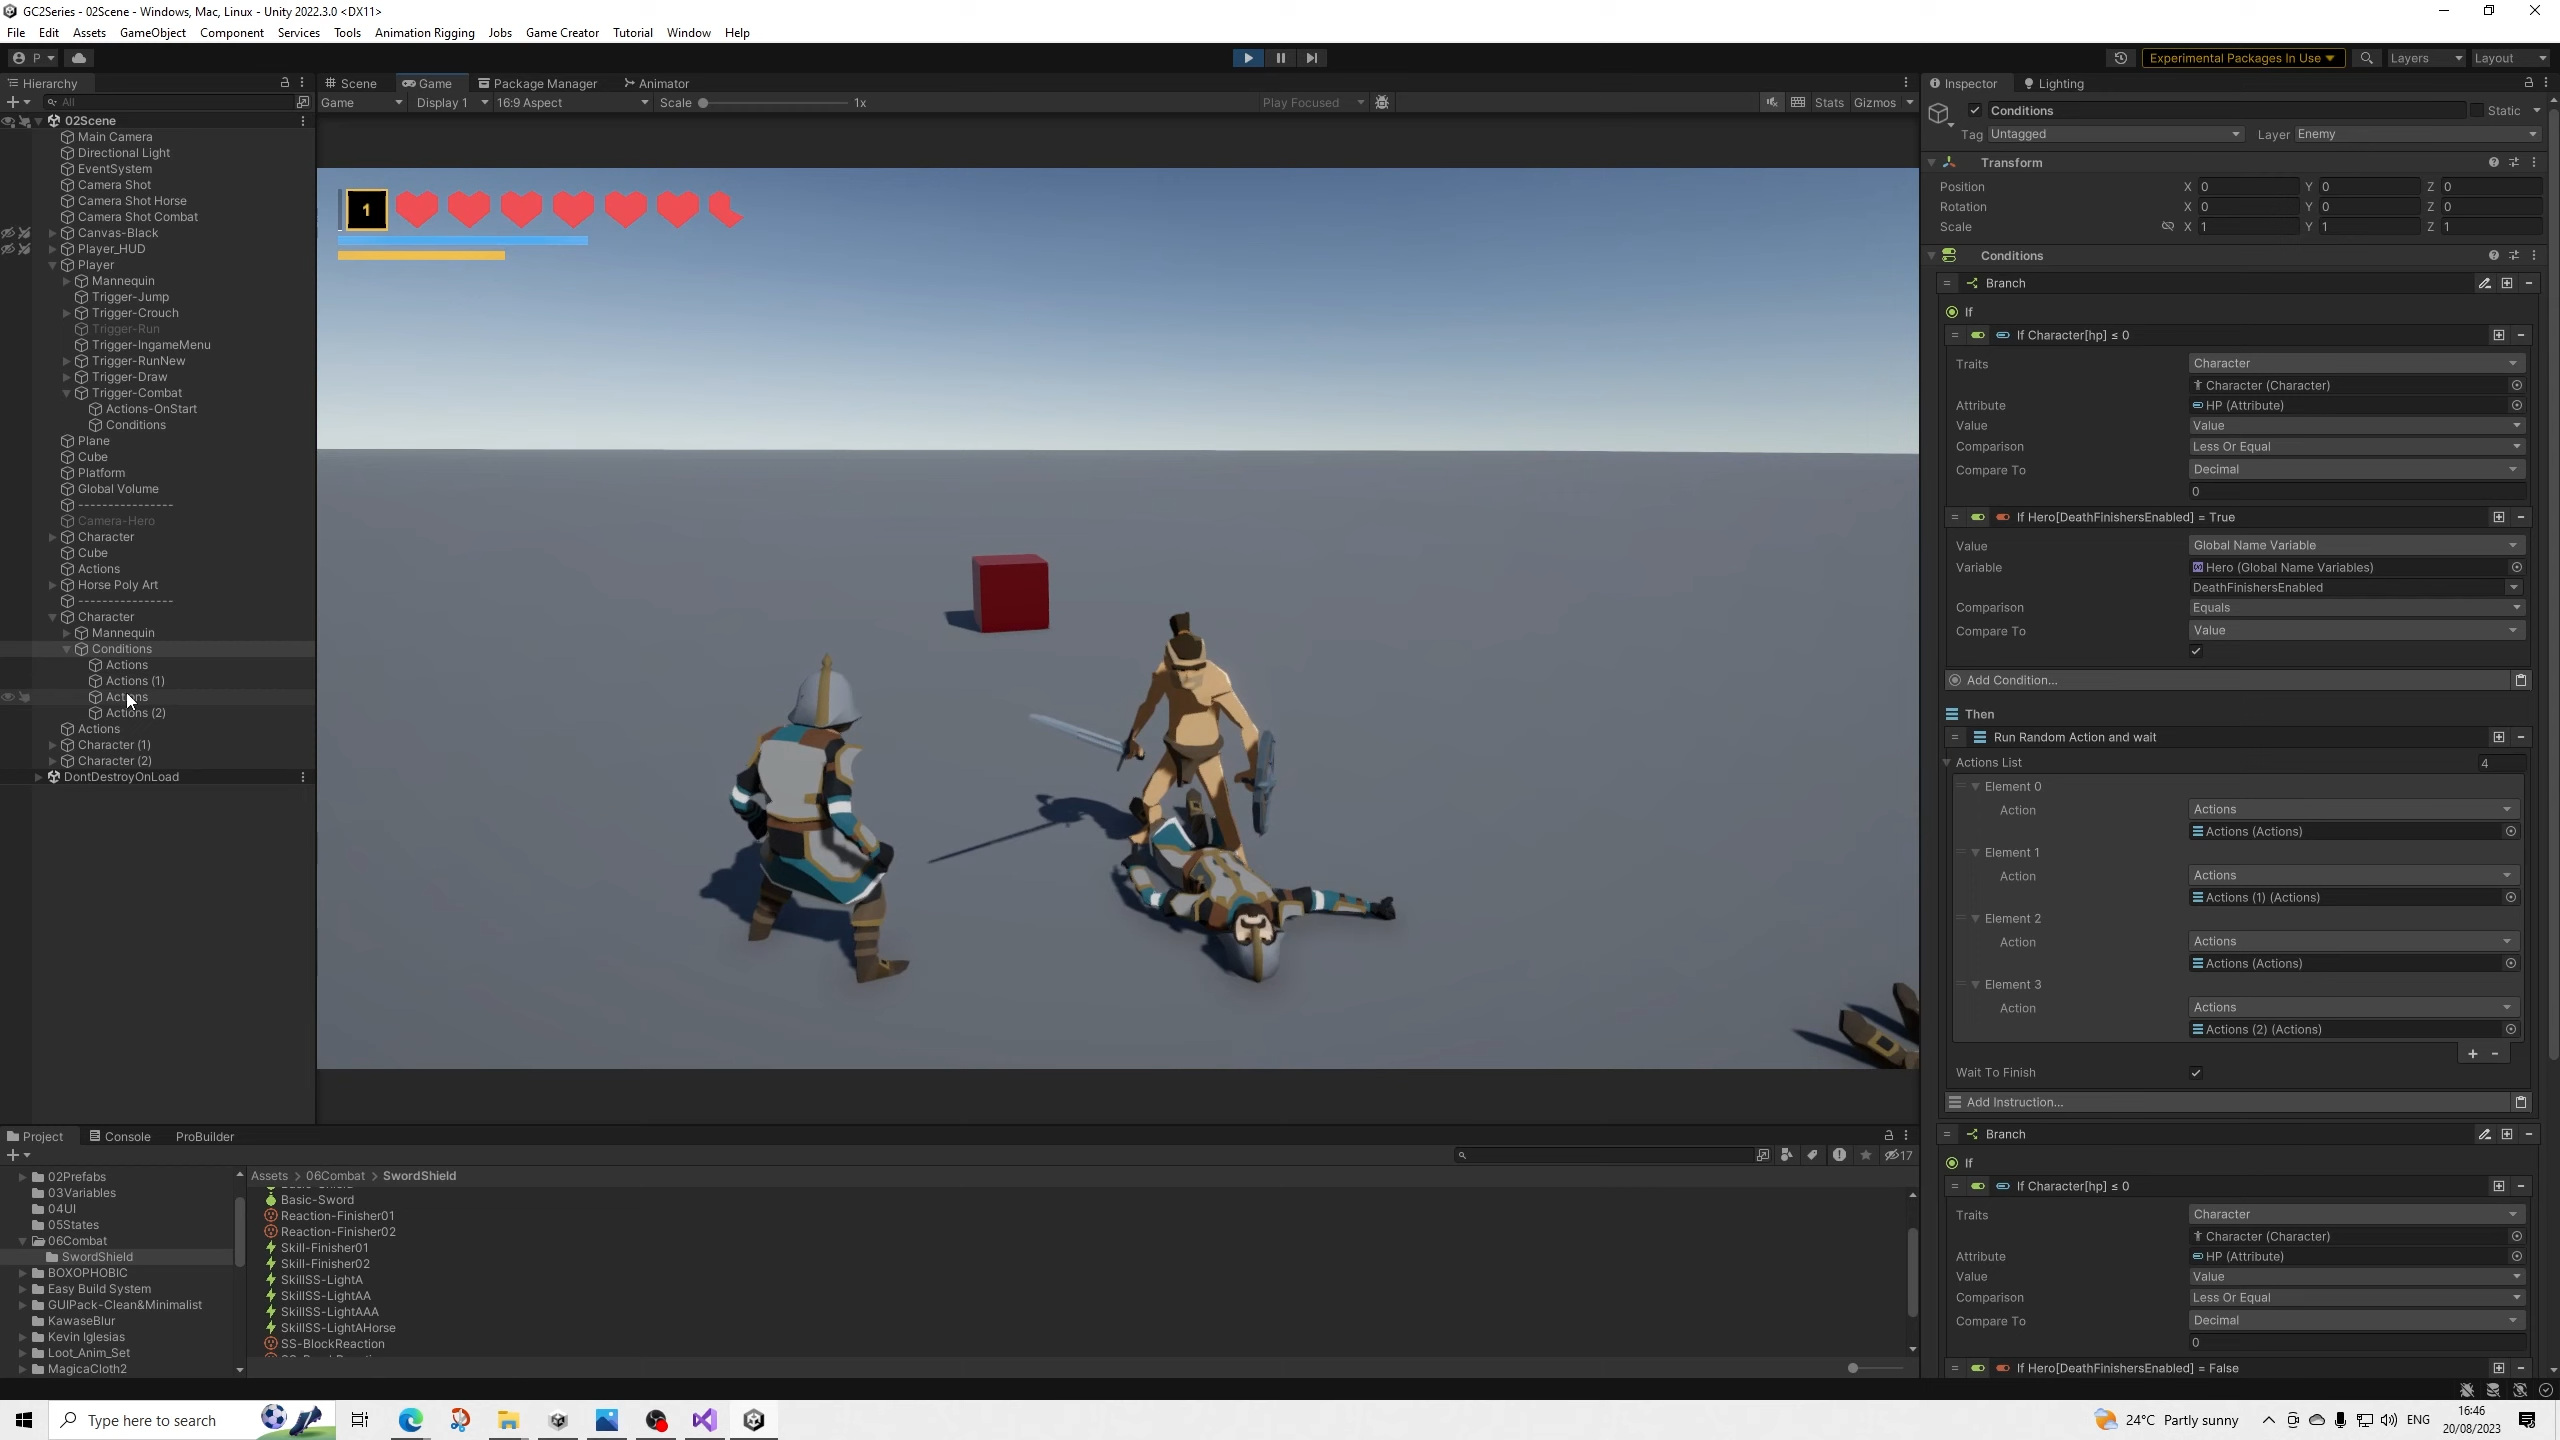 GC2Series - 02Scene - Windows, Mac, Linux - Unity 2022.3.0 <DX11>
File Edit Assets GameObject Component Services Tools Animation Rigging Jobs Game Creator Tutorial Window Help
P Experimental Packages In Use Layers Layout
Hierarchy
All
02Scene
Main Camera
Directional Light
EventSystem
Camera Shot
Camera Shot Horse
Camera Shot Combat
Canvas-Black
Player_HUD
Player
Mannequin
Trigger-Jump
Trigger-Crouch
Trigger-Run
Trigger-IngameMenu
Trigger-RunNew
Trigger-Draw
Trigger-Combat
Actions-OnStart
Conditions
Plane
Cube
Platform
Global Volume
----------------
Camera-Hero
Character
Cube
Actions
Horse Poly Art
----------------
Character
Mannequin
Conditions
Actions
Actions (1)
Actions
Actions (2)
Actions
Character (1)
Character (2)
DontDestroyOnLoad
Scene Game Package Manager Animator
Game Display 1 16:9 Aspect Scale 1x Play Focused Stats Gizmos
1
Inspector Lighting
Conditions Static
Tag Untagged Layer Enemy
Transform
Position X 0 Y 0 Z 0
Rotation X 0 Y 0 Z 0
Scale X 1 Y 1 Z 1
Conditions
Branch
If
If Character[hp] ≤ 0
Traits Character
Character (Character)
Attribute HP (Attribute)
Value Value
Comparison Less Or Equal
Compare To Decimal
0
If Hero[DeathFinishersEnabled] = True
Value Global Name Variable
Variable Hero (Global Name Variables)
DeathFinishersEnabled
Comparison Equals
Compare To Value
Add Condition...
Then
Run Random Action and wait
Actions List 4
Element 0
Action Actions
Actions (Actions)
Element 1
Action Actions
Actions (1) (Actions)
Element 2
Action Actions
Actions (Actions)
Element 3
Action Actions
Actions (2) (Actions)
Wait To Finish
Add Instruction...
Branch
If
If Character[hp] ≤ 0
Traits Character
Character (Character)
Attribute HP (Attribute)
Value Value
Comparison Less Or Equal
Compare To Decimal
0
If Hero[DeathFinishersEnabled] = False
Project Console ProBuilder
17
02Prefabs
03Variables
04UI
05States
06Combat
SwordShield
BOXOPHOBIC
Easy Build System
GUIPack-Clean&Minimalist
KawaseBlur
Kevin Iglesias
Loot_Anim_Set
MagicaCloth2
Assets > 06Combat > SwordShield
Basic-Sword
Reaction-Finisher01
Reaction-Finisher02
Skill-Finisher01
Skill-Finisher02
SkillSS-LightA
SkillSS-LightAA
SkillSS-LightAAA
SkillSS-LightAHorse
SS-BlockReaction
Type here to search
24°C Partly sunny ENG
16:46
20/08/2023